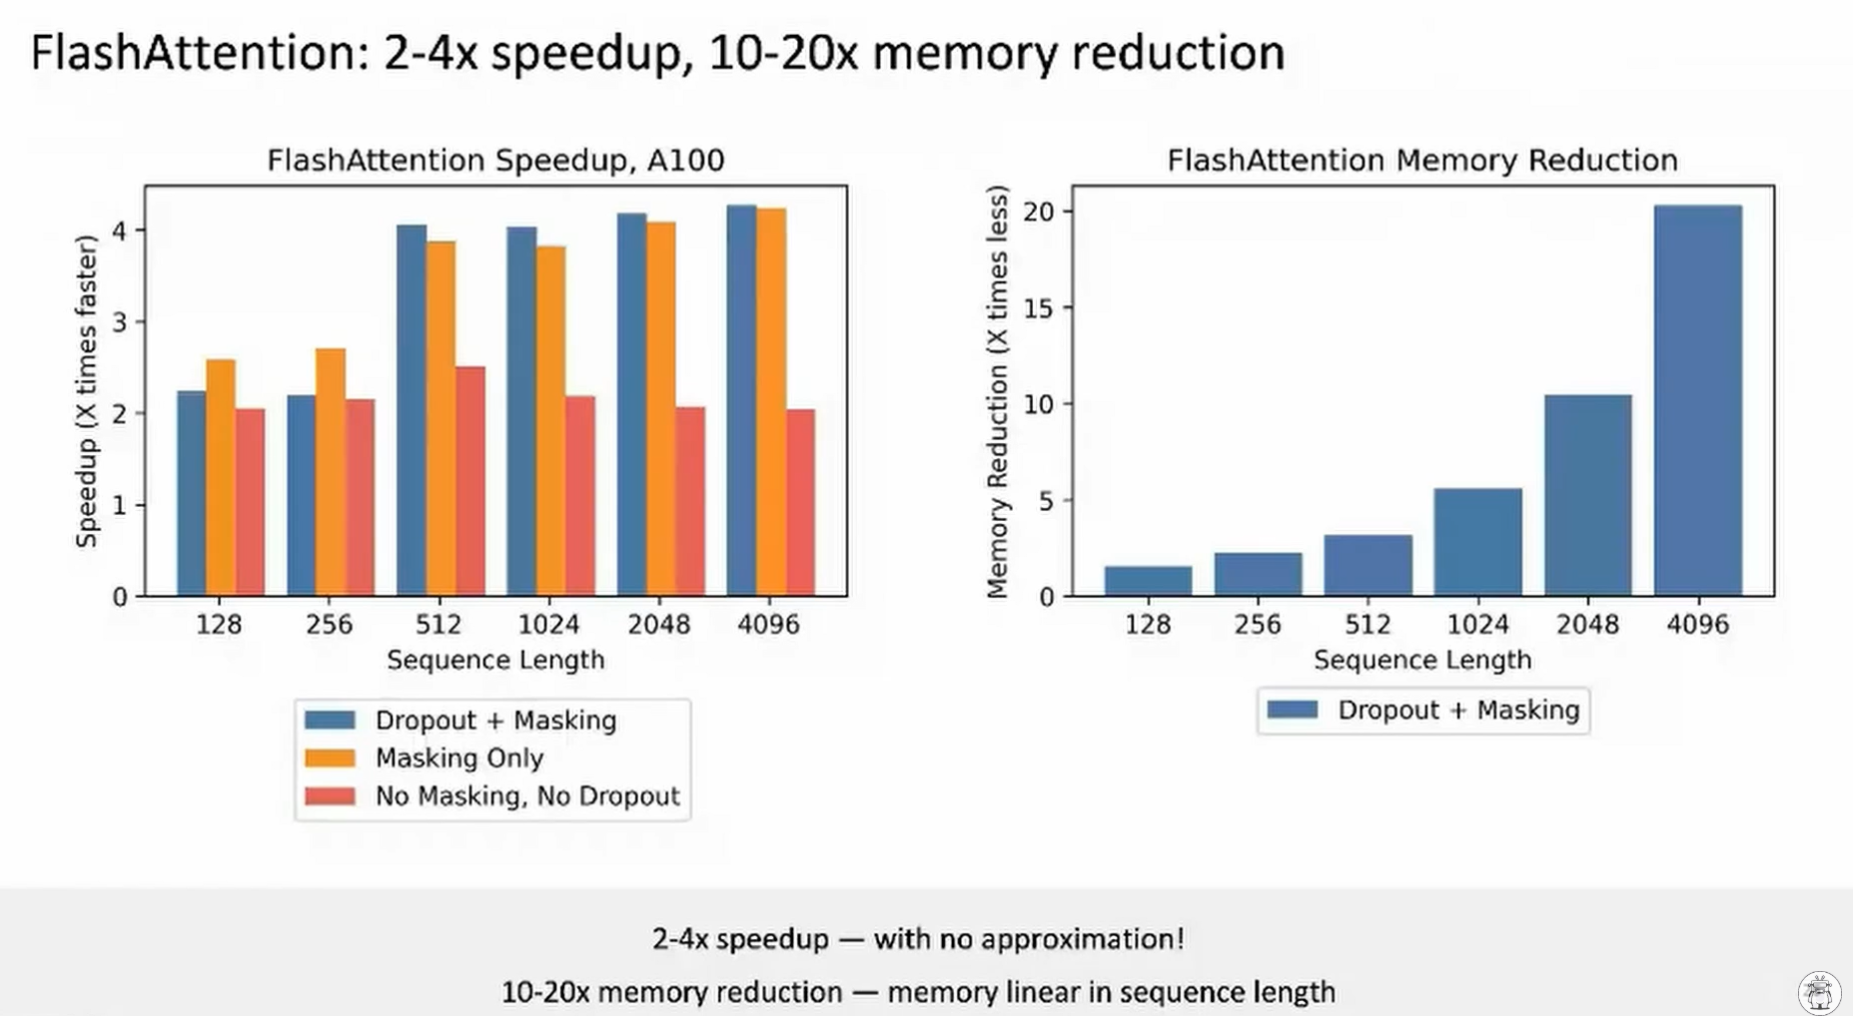 FlashAttention: 2-4x speedup, 10-20x memory reduction
FlashAttention Speedup, A100
Speedup (X times faster)
4
3
2
1
0
128 256 512 1024 2048 4096
Sequence Length
Dropout + Masking
Masking Only
No Masking, No Dropout
FlashAttention Memory Reduction
Memory Reduction (X times less)
20
15
10
5
0
128 256 512 1024 2048 4096
Sequence Length
Dropout + Masking
2-4x speedup — with no approximation!
10-20x memory reduction — memory linear in sequence length